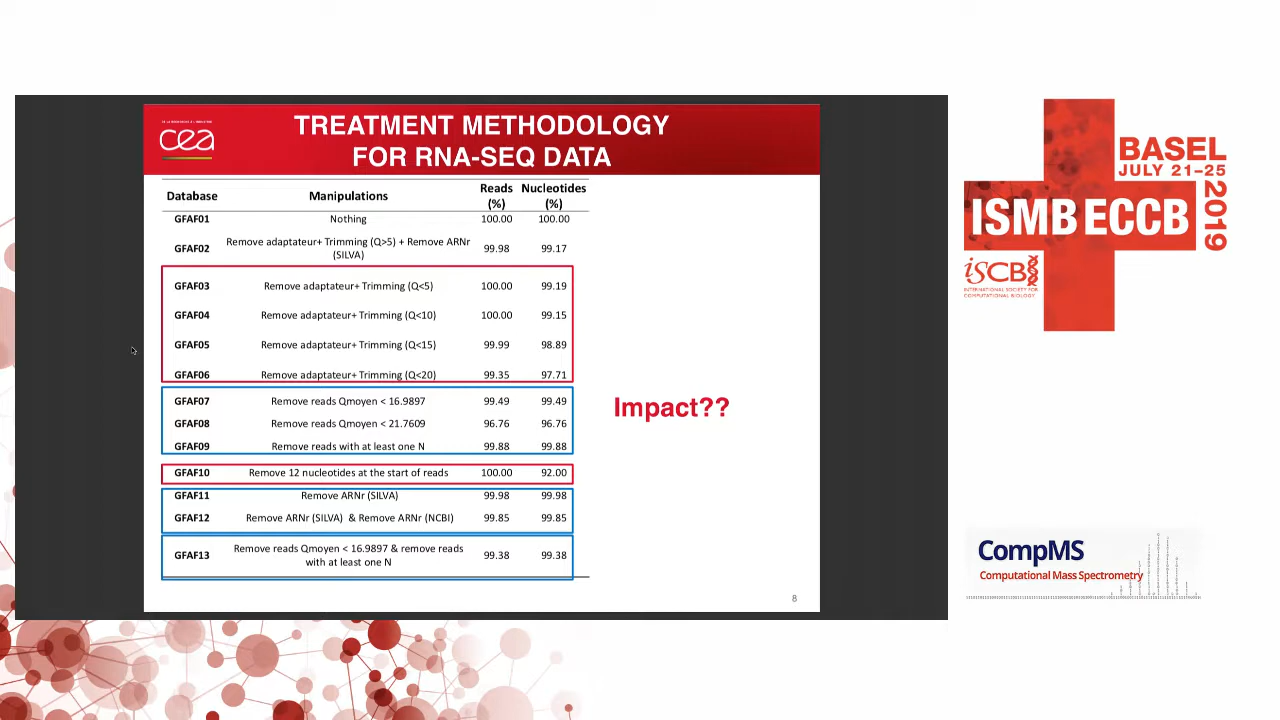 TREATMENT METHODOLOGY
FOR RNA-SEQ DATA
cea
Database Manipulations Reads (%) Nucleotides (%)
GFAF01 Nothing 100.00 100.00
GFAF02 Remove adaptateur+ Trimming (Q>5) + Remove ARNr (SILVA) 99.98 99.17
GFAF03 Remove adaptateur+ Trimming (Q<5) 100.00 99.19
GFAF04 Remove adaptateur+ Trimming (Q<10) 100.00 99.15
GFAF05 Remove adaptateur+ Trimming (Q<15) 99.99 98.89
GFAF06 Remove adaptateur+ Trimming (Q<20) 99.35 97.71
GFAF07 Remove reads Qmoyen < 16.9897 99.49 99.49
GFAF08 Remove reads Qmoyen < 21.7609 96.76 96.76
GFAF09 Remove reads with at least one N 99.88 99.88
GFAF10 Remove 12 nucleotides at the start of reads 100.00 92.00
GFAF11 Remove ARNr (SILVA) 99.98 99.98
GFAF12 Remove ARNr (SILVA) & Remove ARNr (NCBI) 99.85 99.85
GFAF13 Remove reads Qmoyen < 16.9897 & remove reads with at least one N 99.38 99.38
Impact??
8
BASEL
JULY 21–25
2019
ISMB ECCB
iSCB
INTERNATIONAL SOCIETY FOR
COMPUTATIONAL BIOLOGY
CompMS
Computational Mass Spectrometry